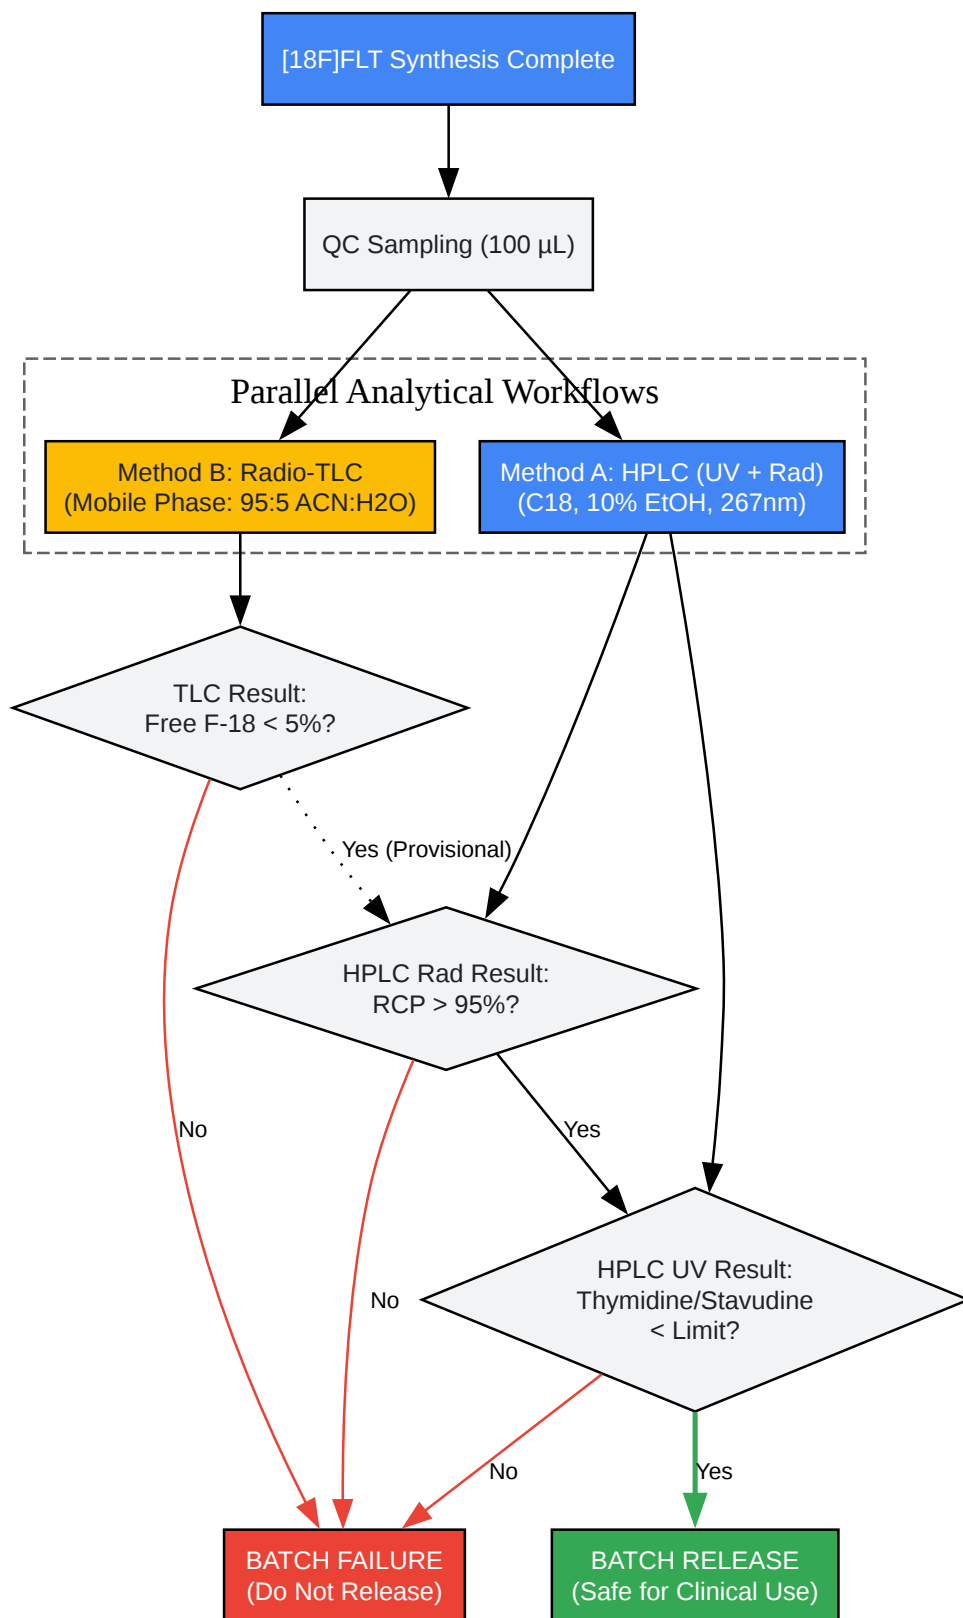 [18F]FLT Synthesis Complete
QC Sampling (100 µL)
Parallel Analytical Workflows
Method B: Radio-TLC
(Mobile Phase: 95:5 ACN:H2O)
Method A: HPLC (UV + Rad)
(C18, 10% EtOH, 267nm)
TLC Result:
Free F-18 < 5%?
Yes (Provisional)
HPLC Rad Result:
RCP > 95%?
No
Yes
HPLC UV Result:
Thymidine/Stavudine
< Limit?
No
No
Yes
BATCH FAILURE
(Do Not Release)
BATCH RELEASE
(Safe for Clinical Use)